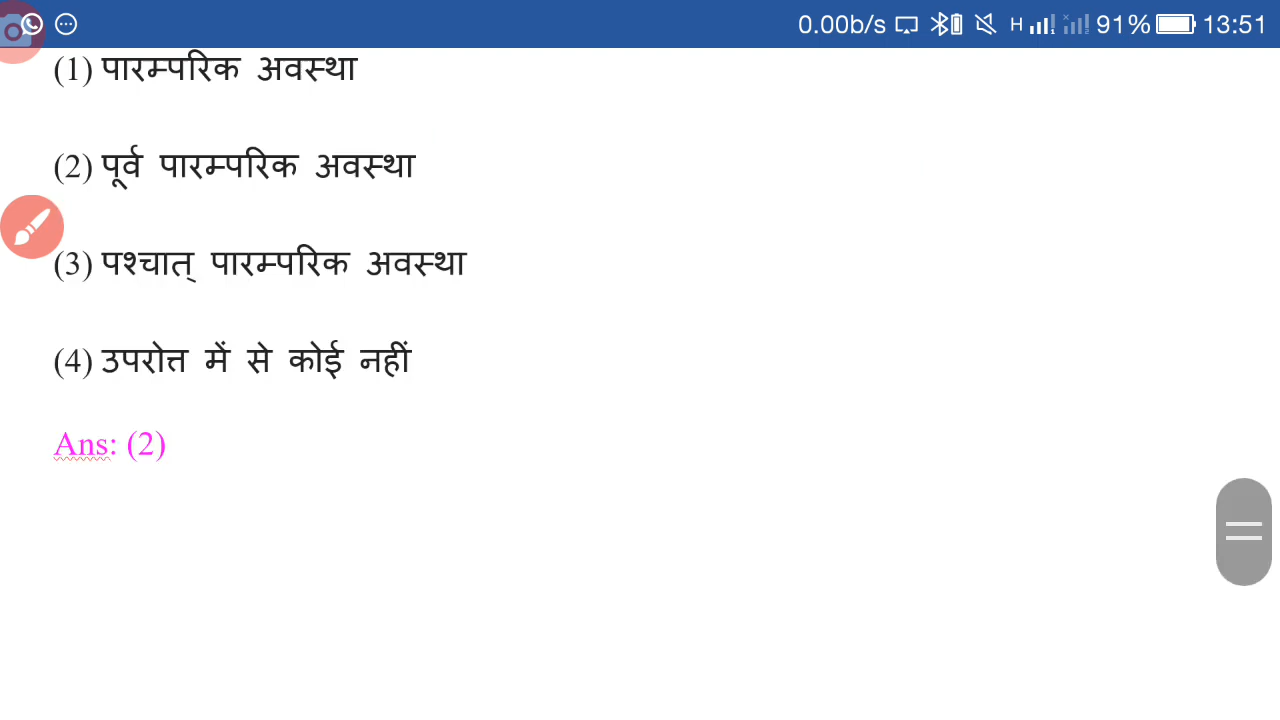 0.00b/s H 91% 13:51
(1) पारम्परिक अवस्था
(2) पूर्व पारम्परिक अवस्था
(3) पश्चात् पारम्परिक अवस्था
(4) उपरोत्त में से कोई नहीं
Ans: (2)